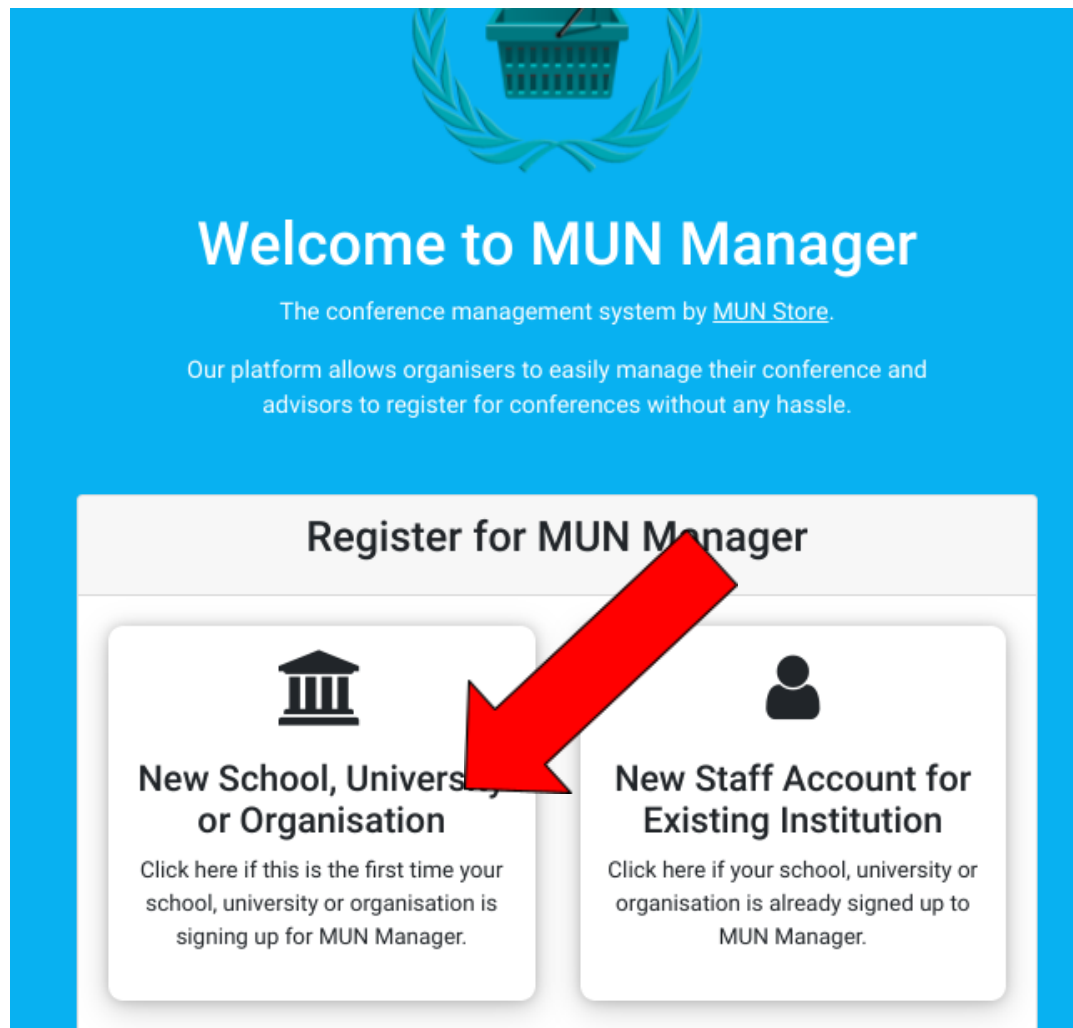 Welcome to MUN Manager
The conference management system by MUN Store.
Our platform allows organisers to easily manage their conference and
advisors to register for conferences without any hassle.
Register for MUN Manager
New School, University
or Organisation
Click here if this is the first time your
school, university or organisation is
signing up for MUN Manager.
New Staff Account for
Existing Institution
Click here if your school, university or
organisation is already signed up to
MUN Manager.